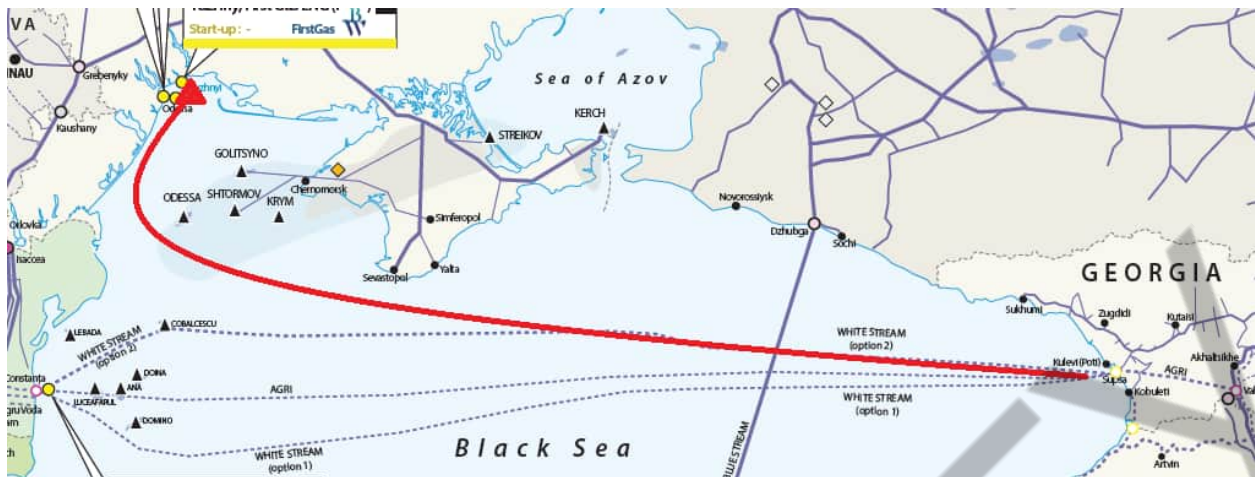 V A
Start-up: -
FirstGas
Grebenyky
Kaushany
Odessa
Sea of Azov
KERCH
STREIKOV
GOLITSYNO
Chernomorsk
ODESSA
SHTORMOV
KRYM
Simferopol
Sevastopol
Yalta
Novorossiysk
Dzhubga
Sochi
Orlovka
Isaccea
GEORGIA
Sukhumi
Zugdidi
Kutaisi
Kulevi (Poti)
Akhaltsikhe
Supsa
AGRI
Kobuleti
Artvin
LEBADA
COBALCESCU
WHITE STREAM
(option 2)
WHITE STREAM
(option 2)
Constanta
DOINA
ANA
LUCEAFARUL
AGRI
DOMINO
WHITE STREAM
(option 1)
WHITE STREAM
(option 1)
Black Sea